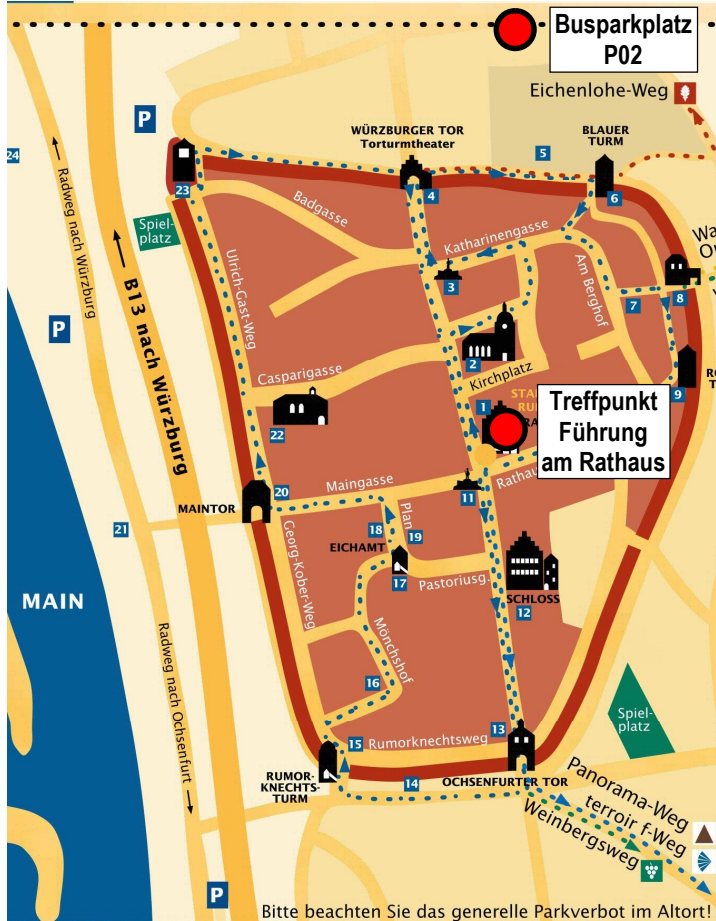 Busparkplatz
P02
Eichenlohe-Weg
P
WÜRZBURGER TOR
Torturmtheater
BLAUER
TURM
5
24
23
4
6
Radweg nach Würzburg
Spiel-
platz
Badgasse
Katharinengasse
3
Am Berghof
7
8
B13 nach Würzburg
Ulrich-Gast-Weg
P
2
Kirchplatz
Casparigasse
9
1
22
Treffpunkt
Führung
am Rathaus
Maingasse
11
20
MAINTOR
21
18
Plan
19
EICHAMT
17
Pastoriusg.
SCHLOSS
12
Georg-Kober-Weg
MAIN
Mönchshof
16
Radweg nach Ochsenfurt
Spiel-
platz
13
15
Rumorknechtsweg
RUMOR-
KNECHTS-
TURM
14
OCHSENFURTER TOR
Panorama-Weg
terroir f-Weg
Weinbergsweg
P
Bitte beachten Sie das generelle Parkverbot im Altort!